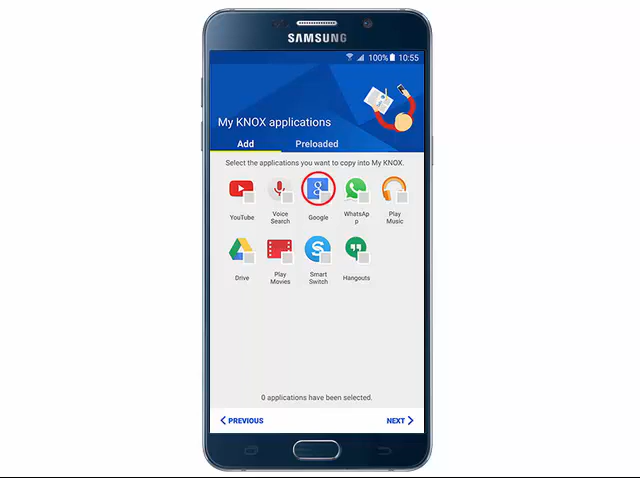 SAMSUNG
100% 10:55
My KNOX applications
Add Preloaded
Select the applications you want to copy into My KNOX.
YouTube
Voice
Search
Google
WhatsAp
p
Play
Music
Drive
Play
Movies
Smart
Switch
Hangouts
0 applications have been selected.
PREVIOUS NEXT